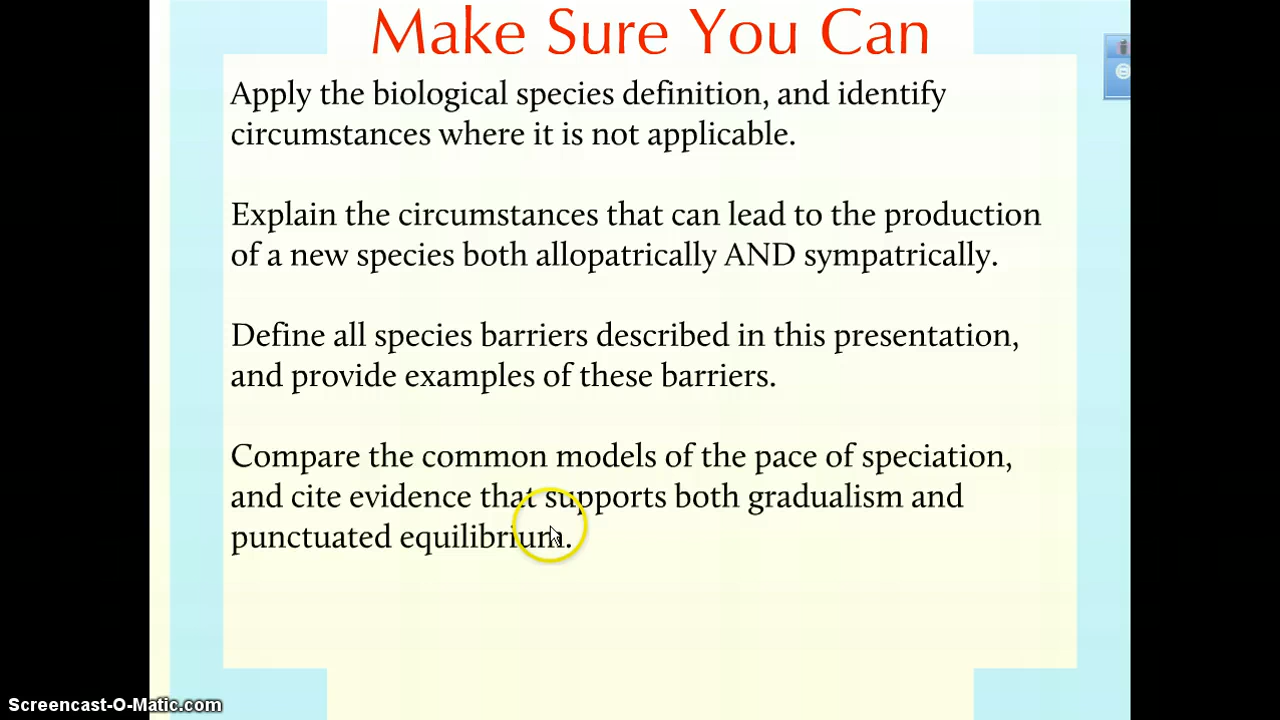 Make Sure You Can
Apply the biological species definition, and identify
circumstances where it is not applicable.
Explain the circumstances that can lead to the production
of a new species both allopatrically AND sympatrically.
Define all species barriers described in this presentation,
and provide examples of these barriers.
Compare the common models of the pace of speciation,
and cite evidence that supports both gradualism and
punctuated equilibrium.
Screencast-O-Matic.com